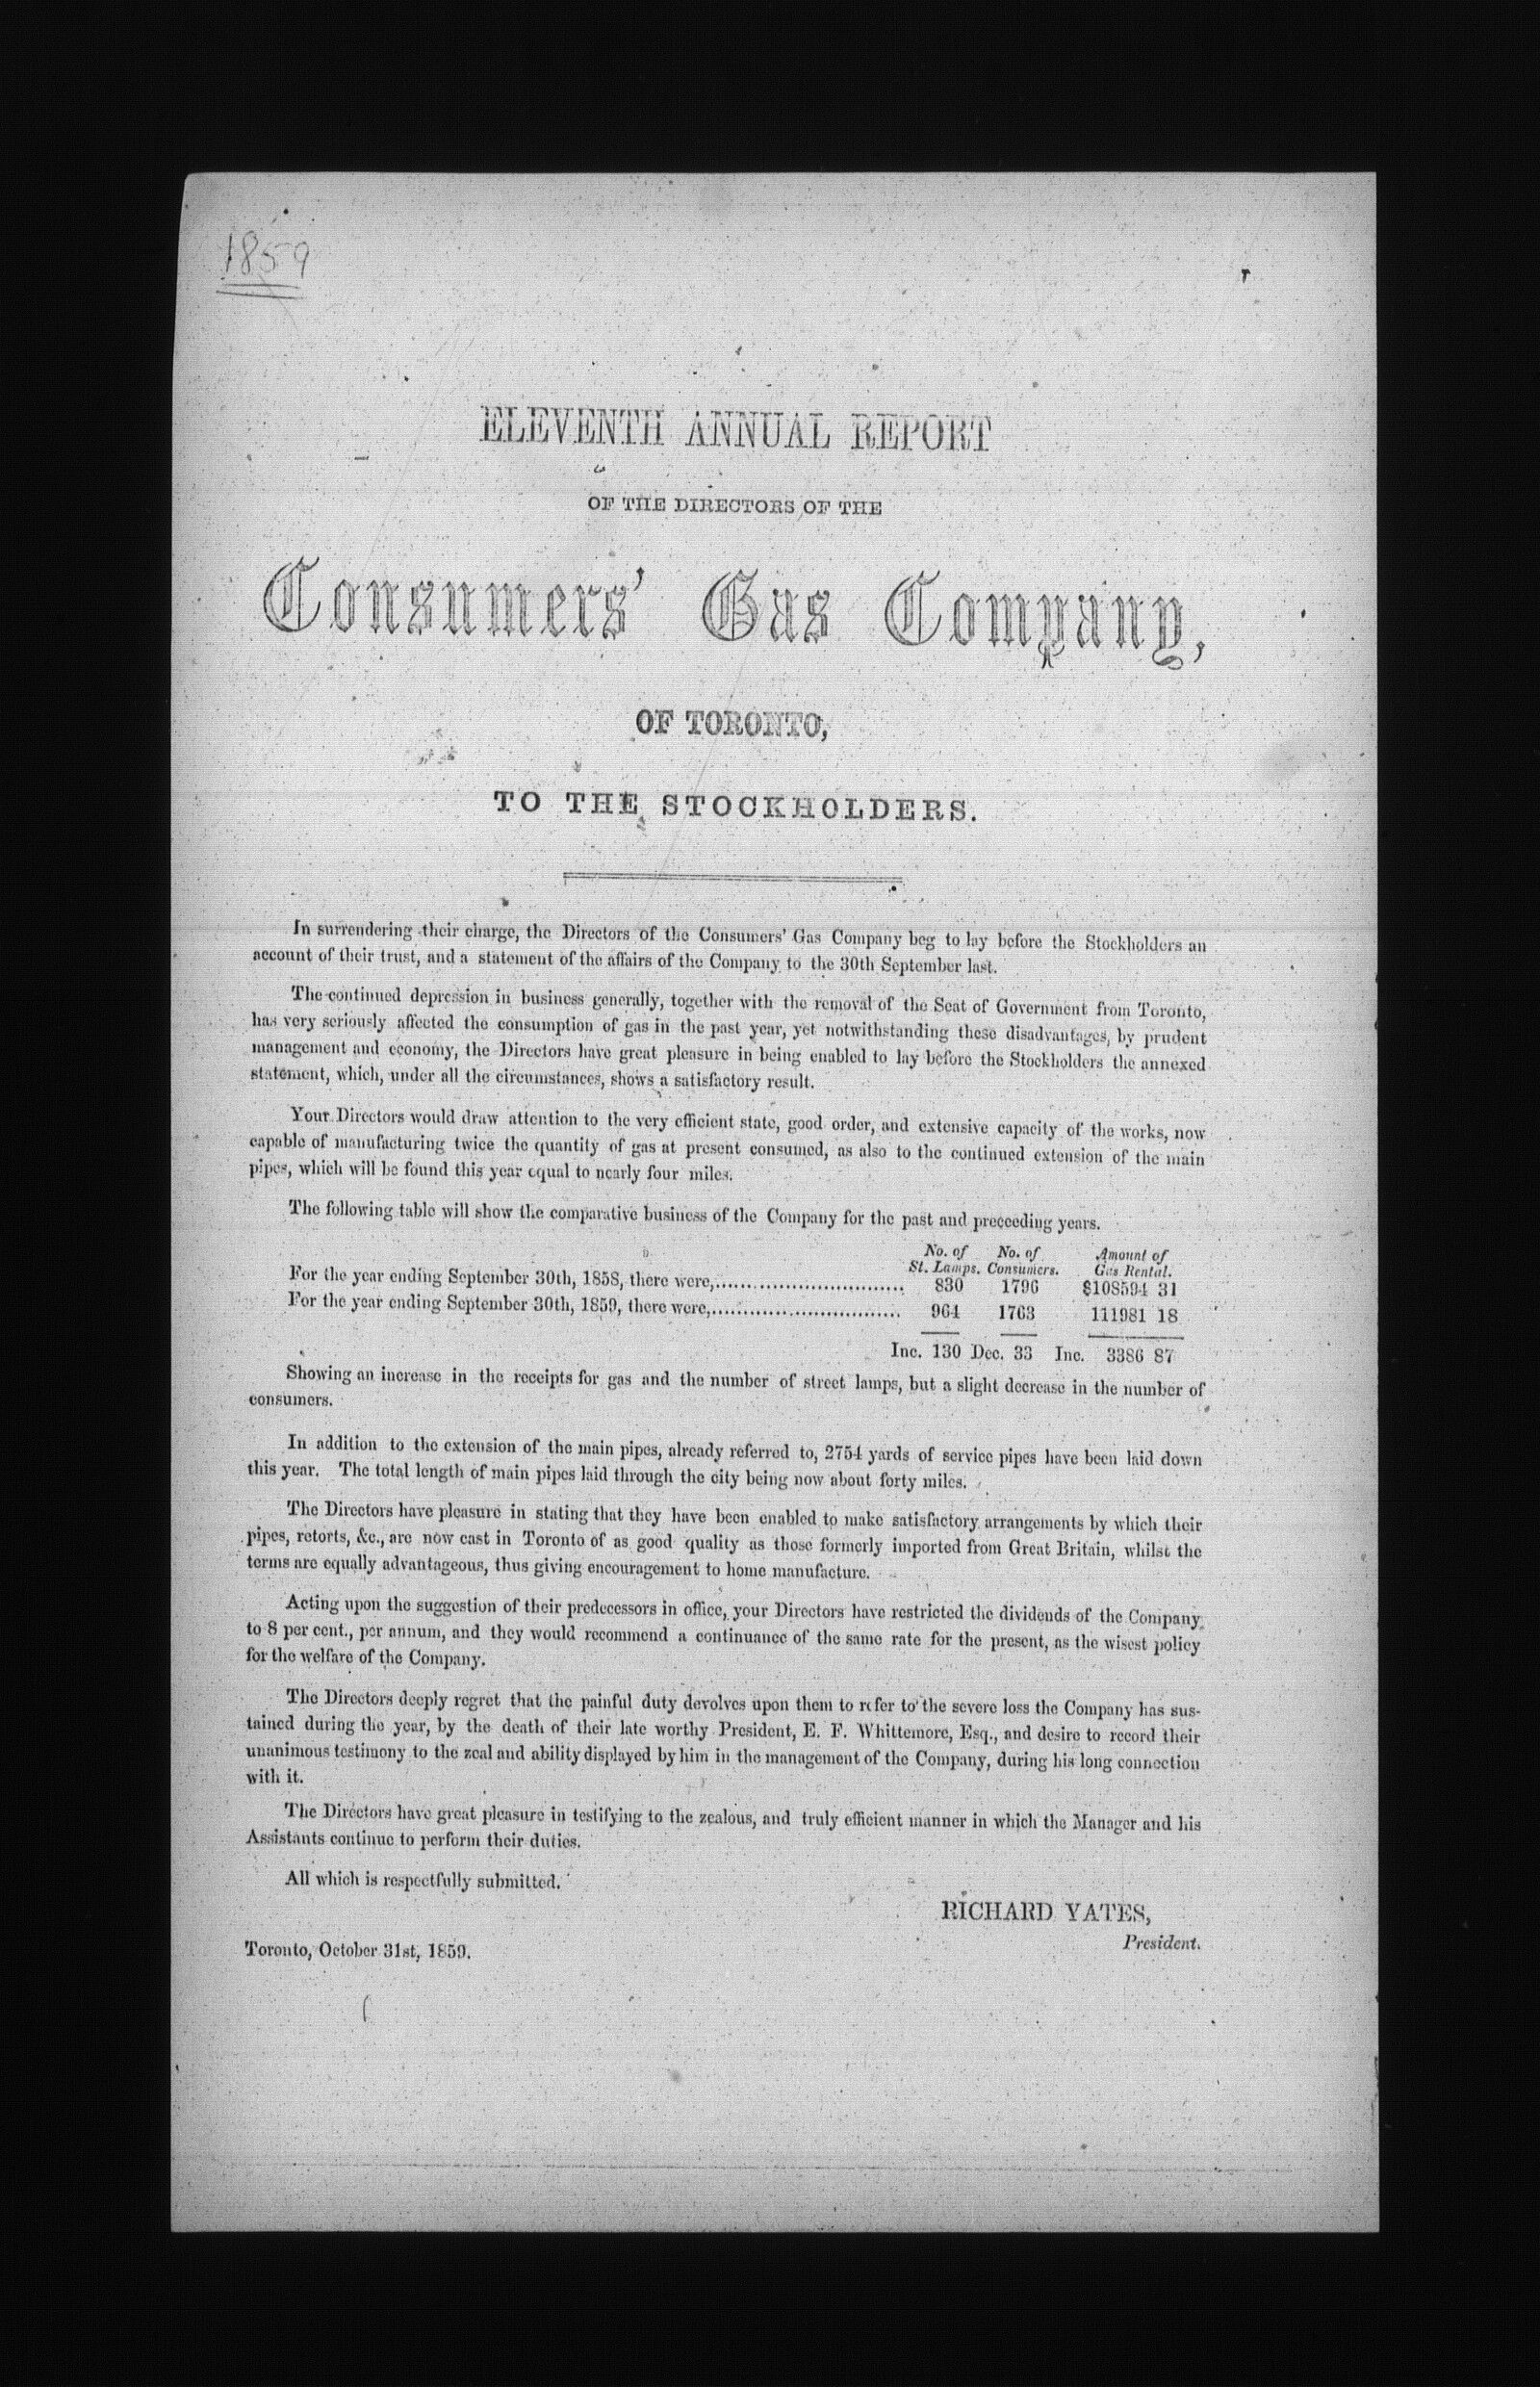 1859
ELEVENTH ANNUAL REPORT
OF THE DIRECTORS OF THE
Consumers' Gas Company,
OF TORONTO,
TO THE STOCKHOLDERS.
In surrendering their charge, the Directors of the Consumers' Gas Company beg to lay before the Stockholders an
account of their trust, and a statement of the affairs of the Company to the 30th September last.
The continued depression in business generally, together with the removal of the Seat of Government from Toronto,
has very seriously affected the consumption of gas in the past year, yet notwithstanding these disadvantages, by prudent
management and economy, the Directors have great pleasure in being enabled to lay before the Stockholders the annexed
statement, which, under all the circumstances, shows a satisfactory result.
Your Directors would draw attention to the very efficient state, good order, and extensive capacity of the works, now
capable of manufacturing twice the quantity of gas at present consumed, as also to the continued extension of the main
pipes, which will be found this year equal to nearly four miles.
The following table will show the comparative business of the Company for the past and preceeding years.
No. of No. of Amount of
St. Lamps. Consumers. Gas Rental.
For the year ending September 30th, 1858, there were,.............................. 830 1796 $108594 31
For the year ending September 30th, 1859, there were,.............................. 964 1763 111981 18
Inc. 130 Dec. 33 Inc. 3386 87
Showing an increase in the receipts for gas and the number of street lamps, but a slight decrease in the number of
consumers.
In addition to the extension of the main pipes, already referred to, 2754 yards of service pipes have been laid down
this year. The total length of main pipes laid through the city being now about forty miles.
The Directors have pleasure in stating that they have been enabled to make satisfactory arrangements by which their
pipes, retorts, &c., are now cast in Toronto of as good quality as those formerly imported from Great Britain, whilst the
terms are equally advantageous, thus giving encouragement to home manufacture.
Acting upon the suggestion of their predecessors in office, your Directors have restricted the dividends of the Company
to 8 per cent., per annum, and they would recommend a continuance of the same rate for the present, as the wisest policy
for the welfare of the Company.
The Directors deeply regret that the painful duty devolves upon them to refer to the severe loss the Company has sus-
tained during the year, by the death of their late worthy President, E. F. Whittemore, Esq., and desire to record their
unanimous testimony to the zeal and ability displayed by him in the management of the Company, during his long connection
with it.
The Directors have great pleasure in testifying to the zealous, and truly efficient manner in which the Manager and his
Assistants continue to perform their duties.
All which is respectfully submitted.
RICHARD YATES,
President.
Toronto, October 31st, 1859.